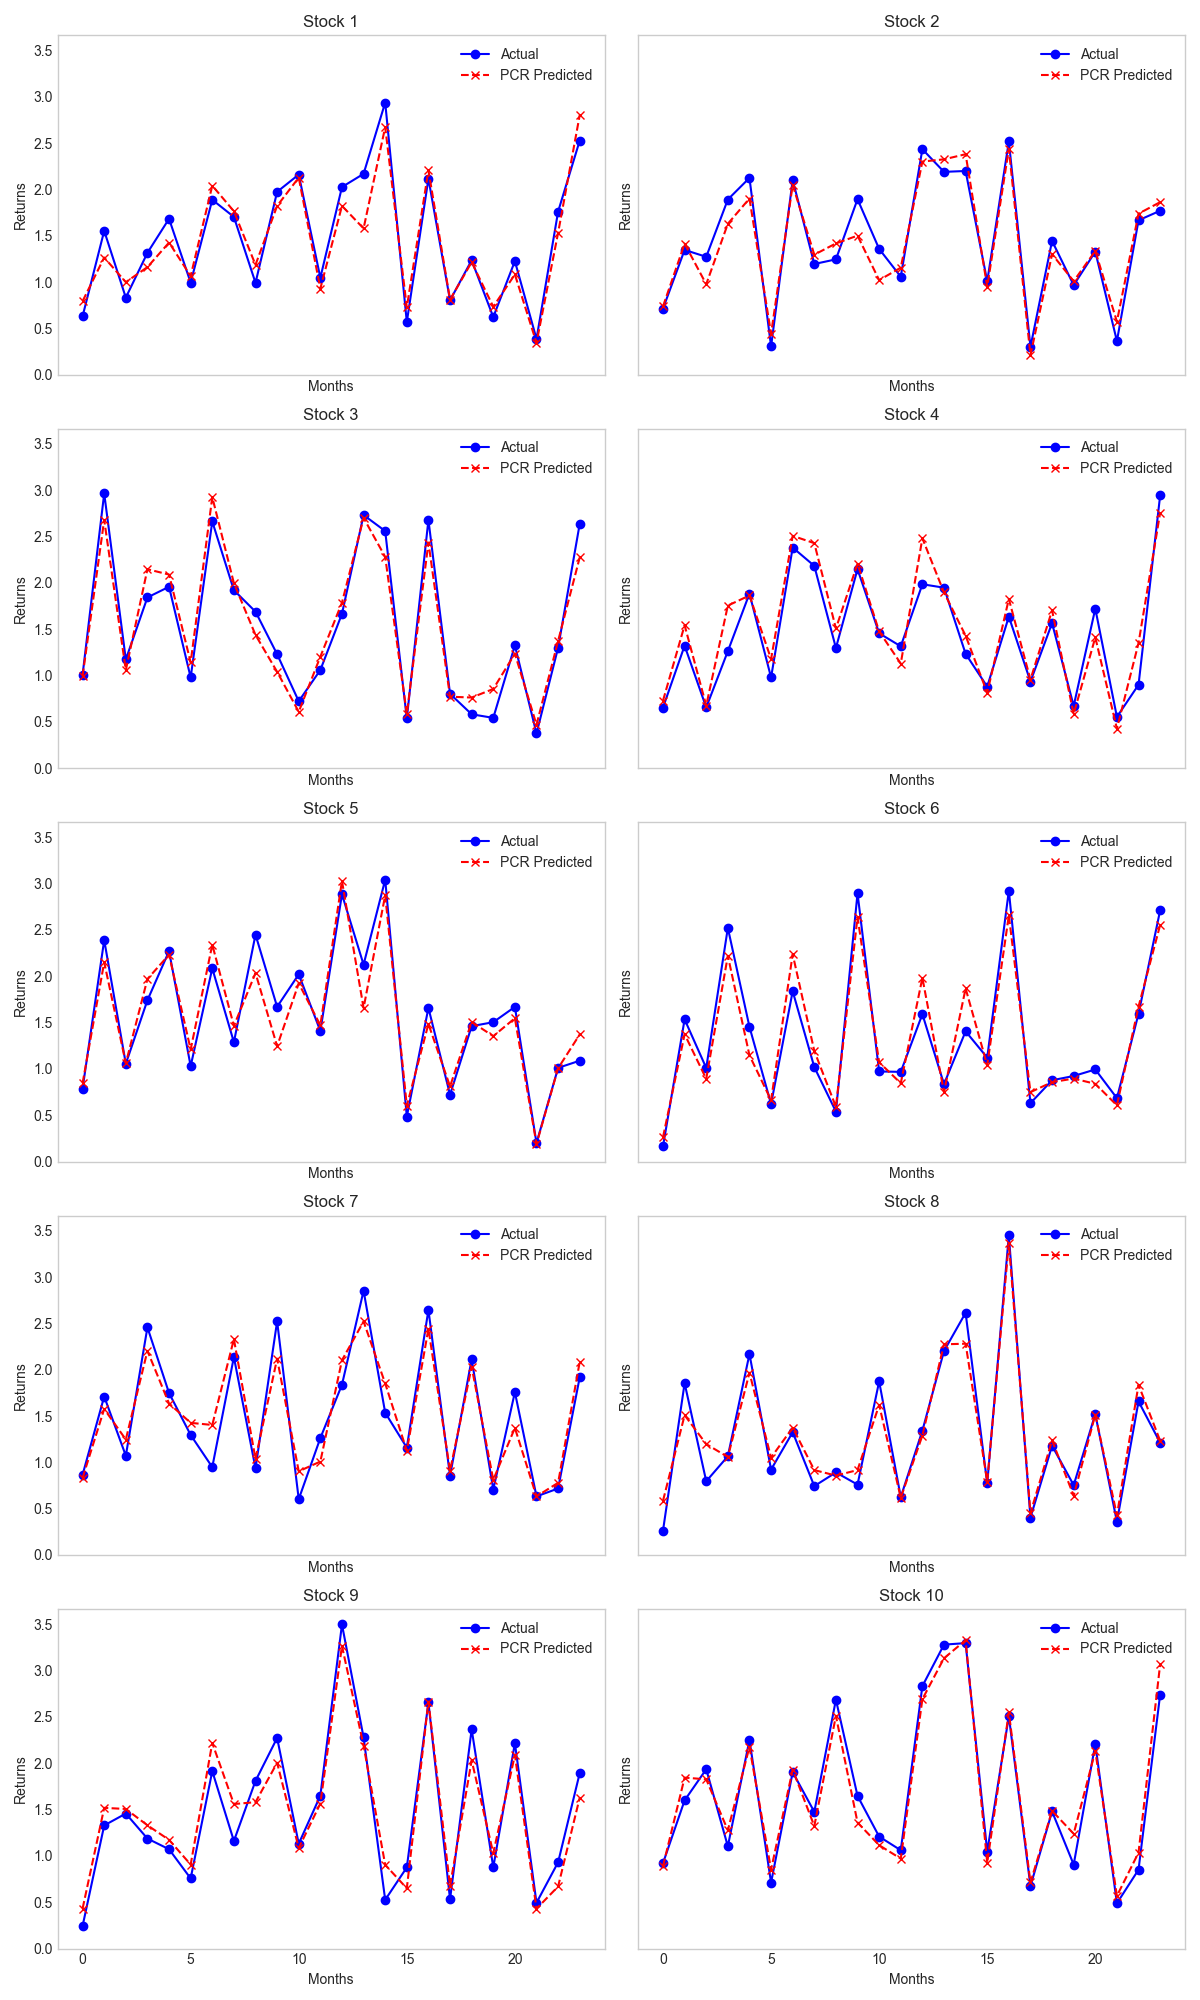 Stock 1
3.5
3.0
2.5
2.0
1.5
1.0
0.5
0.0
Returns
Months
Actual
PCR Predicted
Stock 2
Returns
Months
Actual
PCR Predicted
Stock 3
3.5
3.0
2.5
2.0
1.5
1.0
0.5
0.0
Returns
Months
Actual
PCR Predicted
Stock 4
Returns
Months
Actual
PCR Predicted
Stock 5
3.5
3.0
2.5
2.0
1.5
1.0
0.5
0.0
Returns
Months
Actual
PCR Predicted
Stock 6
Returns
Months
Actual
PCR Predicted
Stock 7
3.5
3.0
2.5
2.0
1.5
1.0
0.5
0.0
Returns
Months
Actual
PCR Predicted
Stock 8
Returns
Months
Actual
PCR Predicted
Stock 9
3.5
3.0
2.5
2.0
1.5
1.0
0.5
0.0
Returns
0 5 10 15 20
Months
Actual
PCR Predicted
Stock 10
Returns
0 5 10 15 20
Months
Actual
PCR Predicted